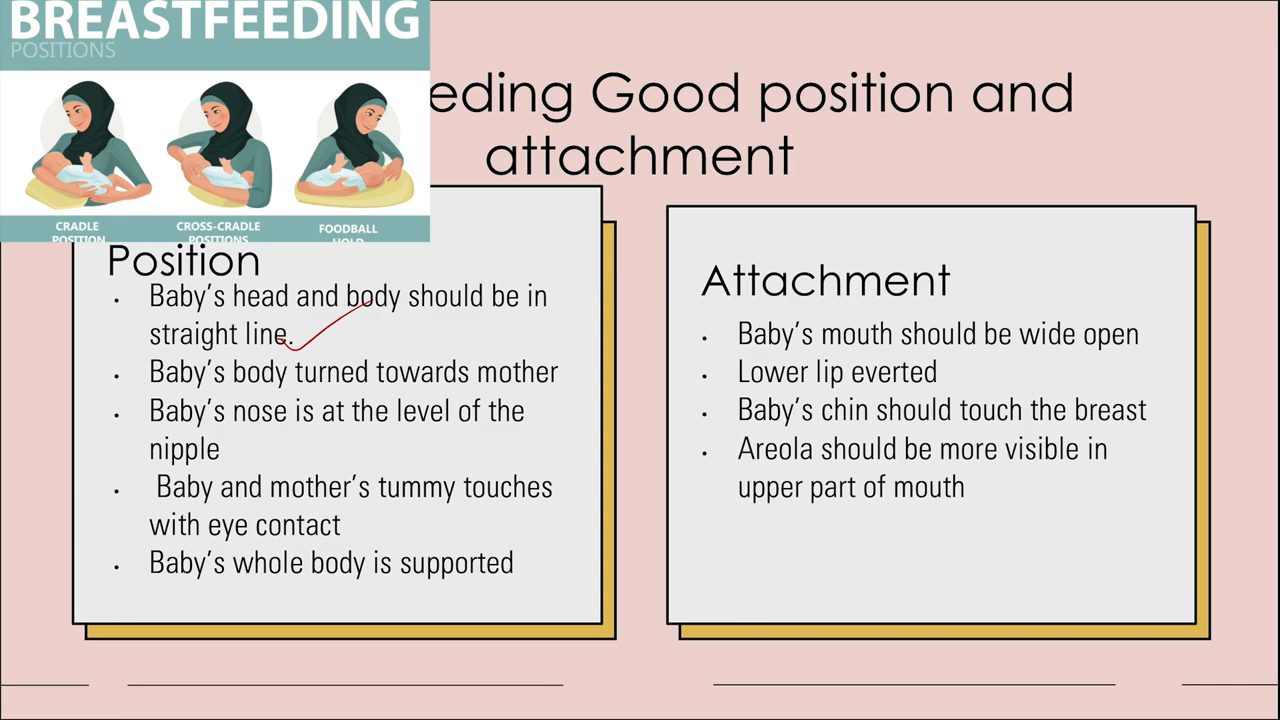 BREASTFEEDING
POSITIONS
CRADLE
POSITION
CROSS-CRADLE
POSITIONS
FOODBALL
HOLD
eding Good position and
attachment
Position
• Baby's head and body should be in
straight line.
• Baby's body turned towards mother
• Baby's nose is at the level of the
nipple
• Baby and mother's tummy touches
with eye contact
• Baby's whole body is supported
Attachment
• Baby's mouth should be wide open
• Lower lip everted
• Baby's chin should touch the breast
• Areola should be more visible in
upper part of mouth